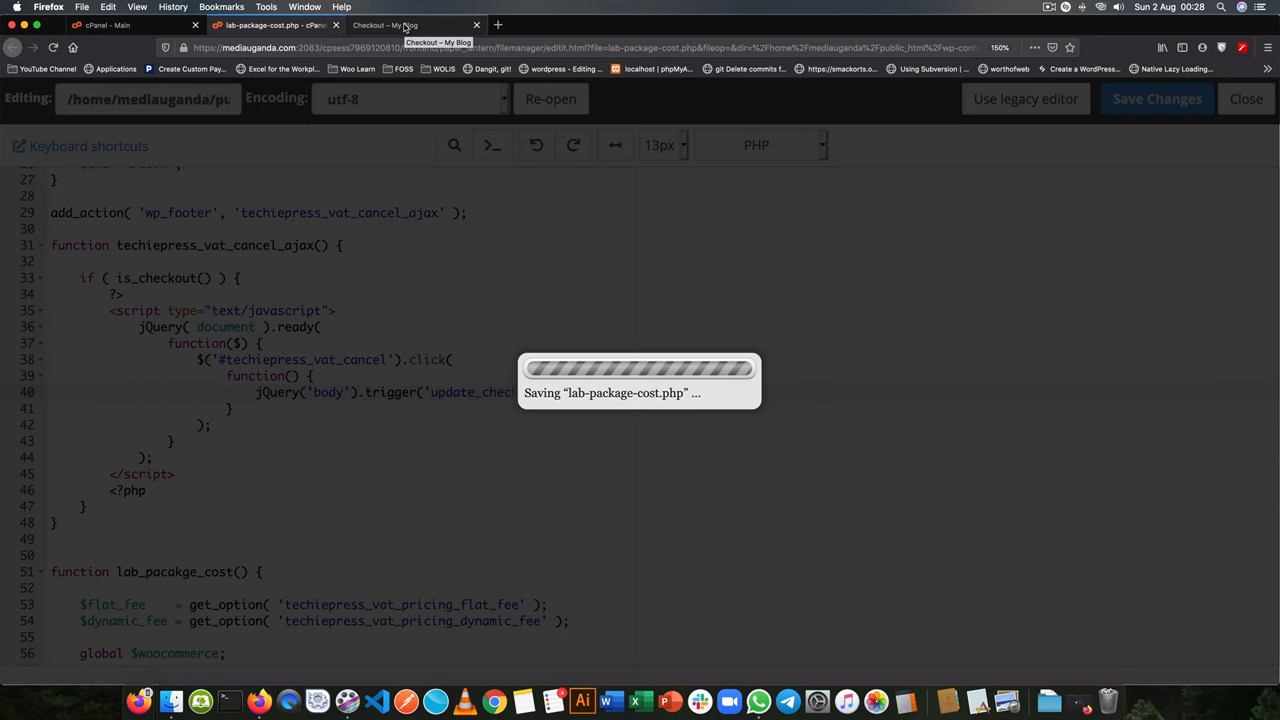 Firefox File Edit View History Bookmarks Tools Window Help Sun 2 Aug 00:28
cPanel - Main lab-package-cost.php - cPanel Checkout – My Blog
Checkout – My Blog
150%
YouTube Channel Applications Create Custom Pay... Excel for the Workpl... Woo Learn FOSS WOLIS Dangit, git! wordpress - Editing ... localhost | phpMyA... git Delete commits f... https://smackorts.o... Using Subversion | ... worthofweb Create a WordPress... Native Lazy Loading...
Editing: /home/mediauganda/pu Encoding: utf-8 Re-open Use legacy editor Save Changes Close
Keyboard shortcuts 13px PHP
27 }
28
29 add_action( 'wp_footer', 'techiepress_vat_cancel_ajax' );
30
31 function techiepress_vat_cancel_ajax() {
32
33 if ( is_checkout() ) {
34 ?>
35 <script type="text/javascript">
36 jQuery( document ).ready(
37 function($) {
38 $('#techiepress_vat_cancel').click(
39 function() {
40 jQuery('body').trigger('update_chec
41 }
42 );
43 }
44 );
45 </script>
46 <?php
47 }
48 }
49
50
51 function lab_pacakge_cost() {
52
53 $flat_fee = get_option( 'techiepress_vat_pricing_flat_fee' );
54 $dynamic_fee = get_option( 'techiepress_vat_pricing_dynamic_fee' );
55
56 global $woocommerce;
Saving “lab-package-cost.php” ...